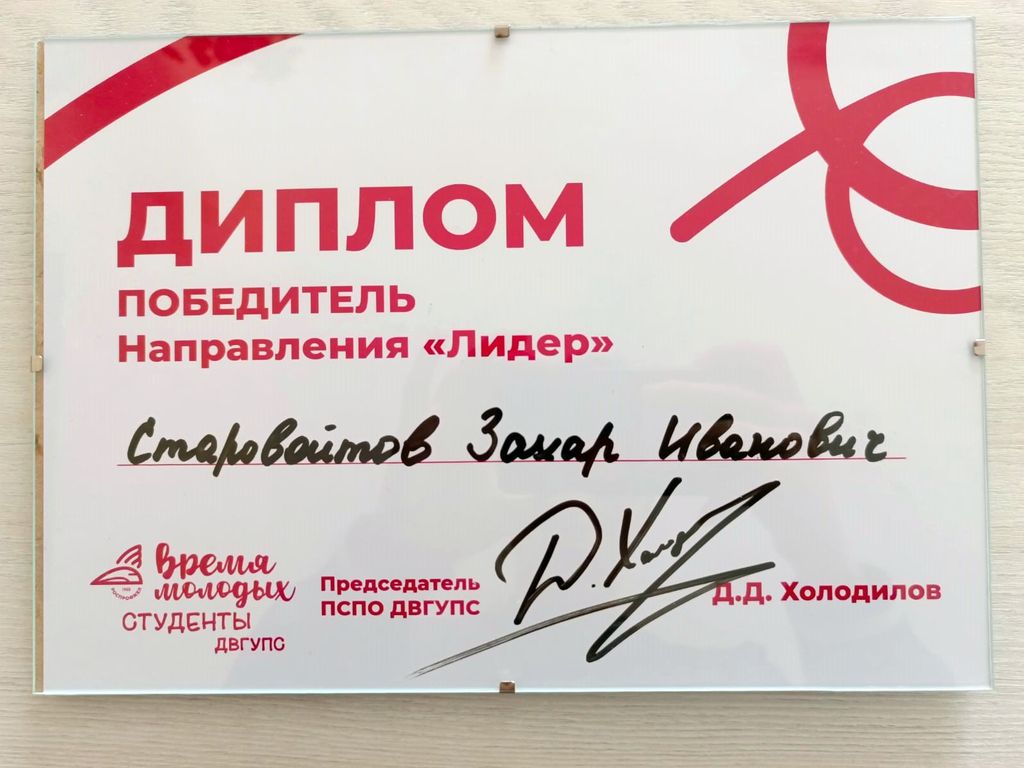 ДИПЛОМ
ПОБЕДИТЕЛЬ
Направления «Лидер»
Старовойтов Захар Иванович
время
молодых
СТУДЕНТЫ
ДВГУПС
Председатель
ПСПО ДВГУПС
Д.Д. Холодилов